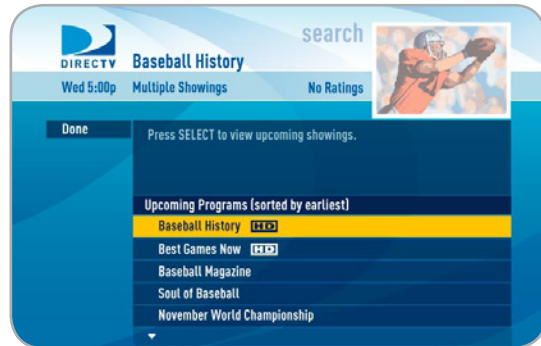 search
DIRECTV
Baseball History
Wed 5:00p Multiple Showings No Ratings
Done
Press SELECT to view upcoming showings.
Upcoming Programs (sorted by earliest)
Baseball History HD
Best Games Now HD
Baseball Magazine
Soul of Baseball
November World Championship